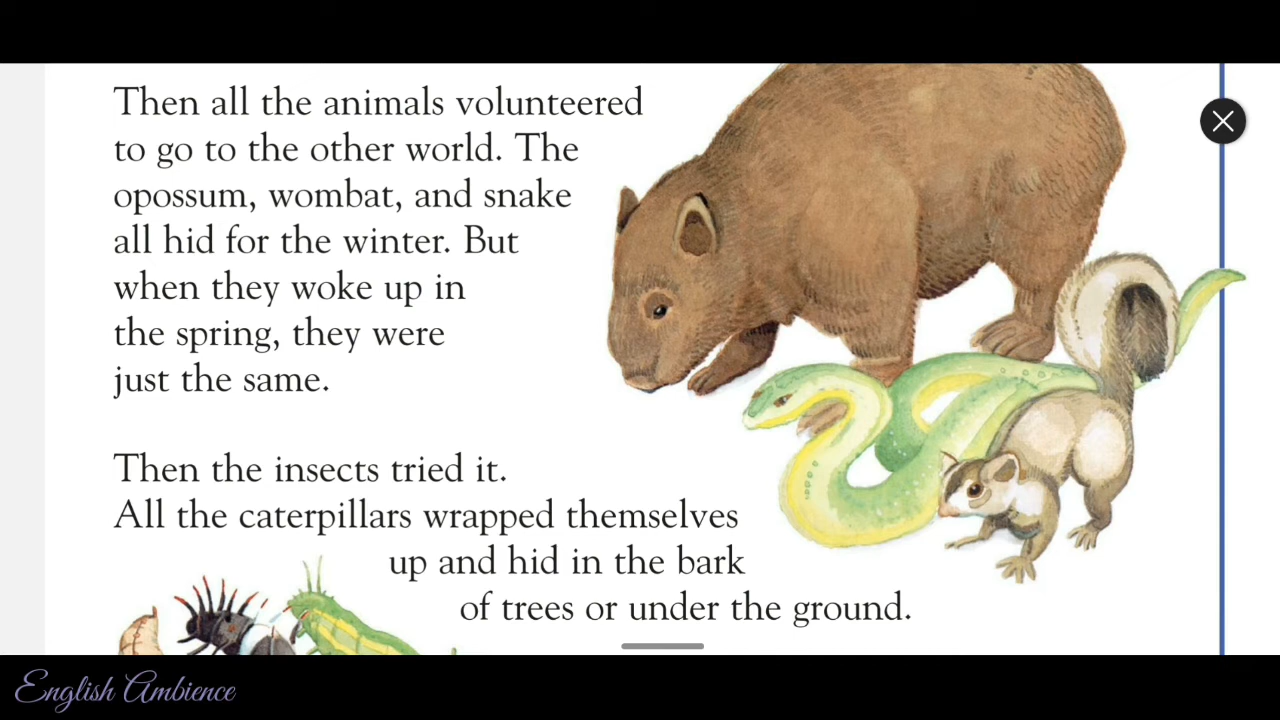 Then all the animals volunteered
to go to the other world. The
opossum, wombat, and snake
all hid for the winter. But
when they woke up in
the spring, they were
just the same.
Then the insects tried it.
All the caterpillars wrapped themselves
up and hid in the bark
of trees or under the ground.
English Ambience